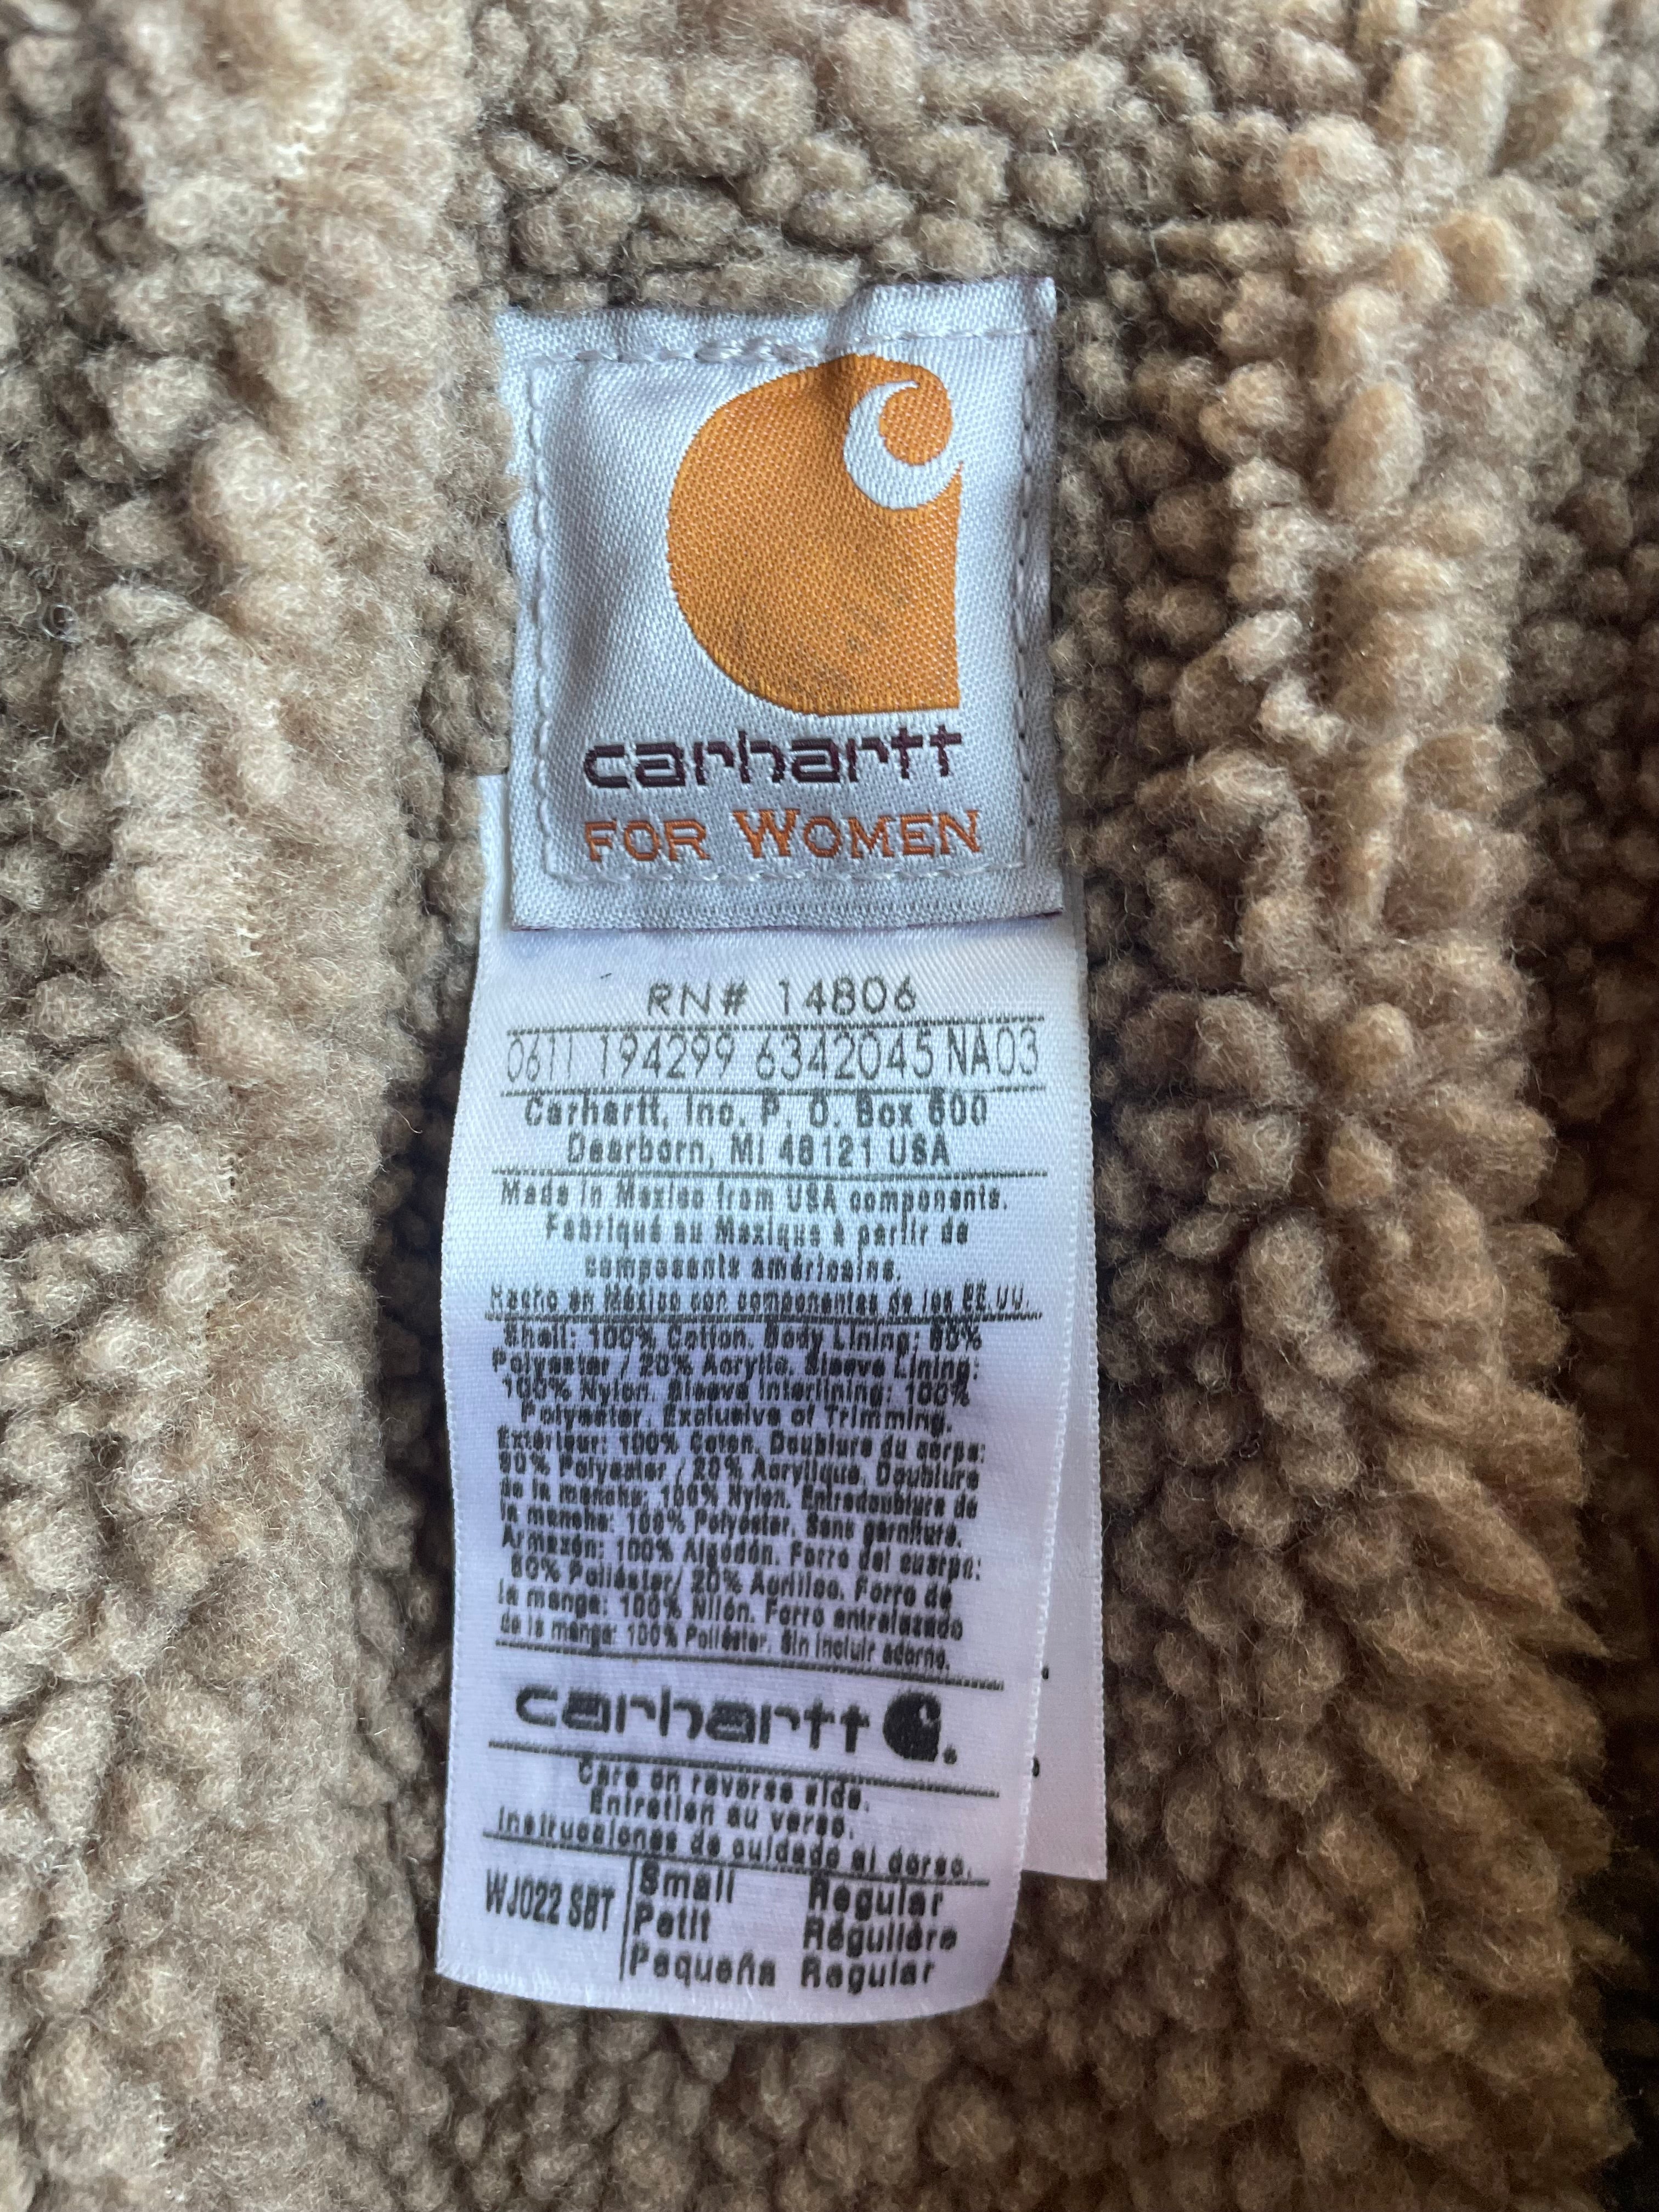 carhartt
FOR WOMEN
RN# 14806
0611 194299 6342045 NA03
Carhartt, Inc. P. O. Box 600
Dearborn, MI 48121 USA
Made in Mexico from USA components.
Fabriqué au Mexique à partir de
composants américains.
Hecho en México con componentes de los EE.UU.
Shell: 100% Cotton. Body Lining: 80%
Polyester / 20% Acrylic. Sleeve Lining:
100% Nylon. Sleeve Interlining: 100%
Polyester. Exclusive of Trimming.
Extérieur: 100% Coton. Doublure du corps:
80% Polyester / 20% Acrylique. Doublure
de la manche: 100% Nylon. Entredoublure de
la manche: 100% Polyester. Sans garniture.
Armazón: 100% Algodón. Forro del cuerpo:
80% Poliéster/ 20% Acrílico. Forro de
la manga: 100% Nilón. Forro entrelazado
de la manga: 100% Poliéster. Sin incluir adorno.
carhartt
Care on reverse side.
Entretien au verso.
Instrucciones de cuidado al dorso.
WJ022 SBT
Small Regular
Petit Régulière
Pequeña Regular